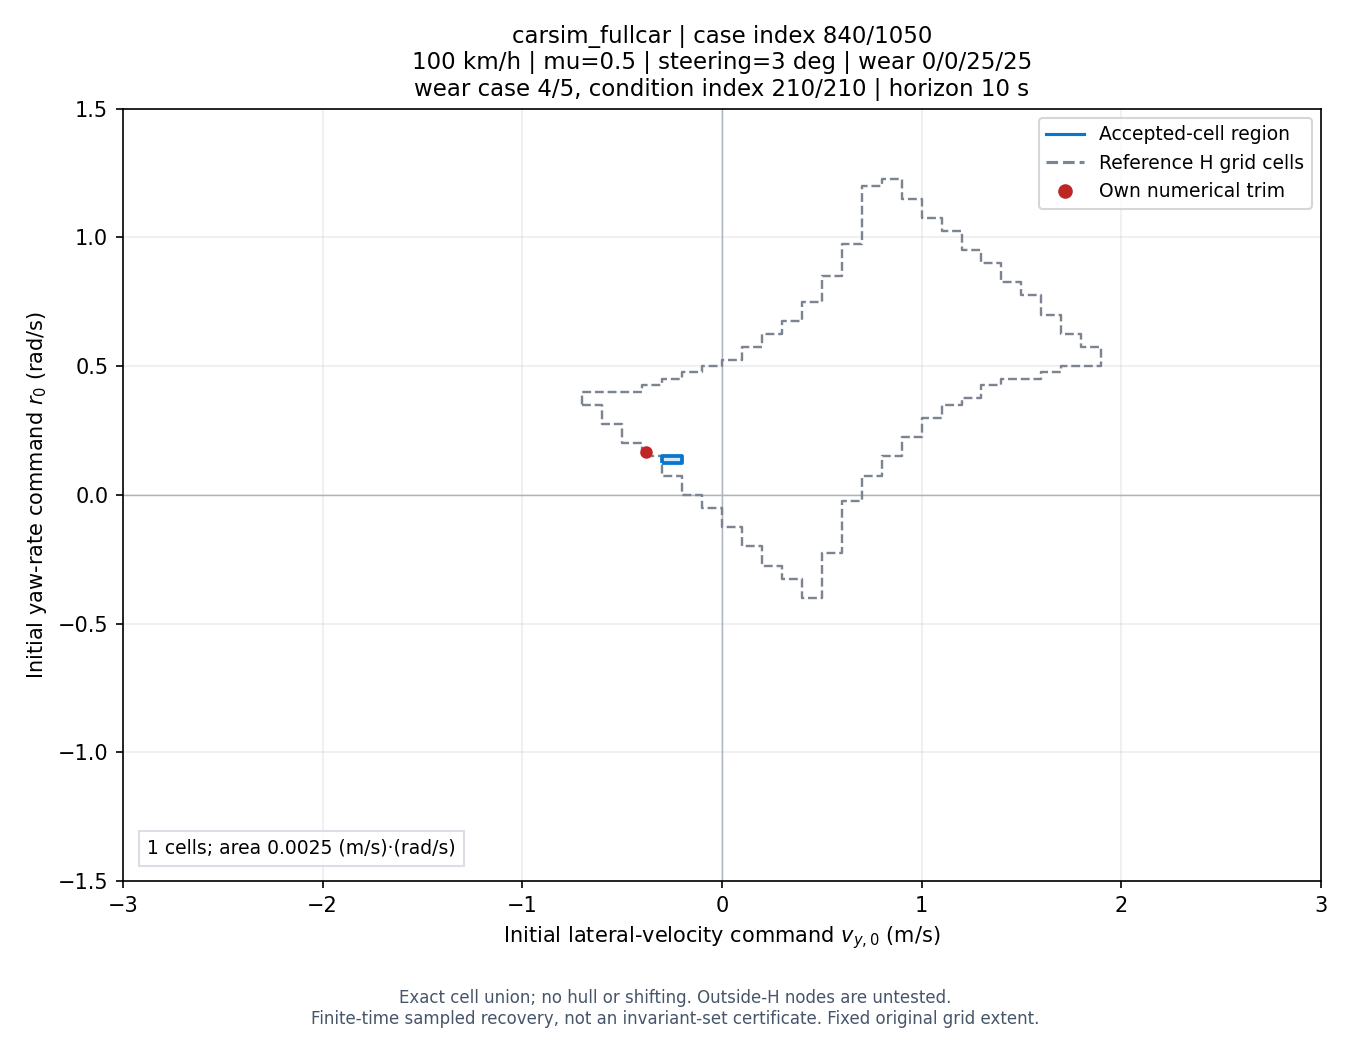 carsim_fullcar | case index 840/1050
100 km/h | mu=0.5 | steering=3 deg | wear 0/0/25/25
wear case 4/5, condition index 210/210 | horizon 10 s
Accepted-cell region
Reference H grid cells
Own numerical trim
1.5
1.0
0.5
0.0
−0.5
−1.0
−1.5
Initial yaw-rate command r₀ (rad/s)
1 cells; area 0.0025 (m/s)·(rad/s)
−3
−2
−1
0
1
2
3
Initial lateral-velocity command v_{y,0} (m/s)
Exact cell union; no hull or shifting. Outside-H nodes are untested.
Finite-time sampled recovery, not an invariant-set certificate. Fixed original grid extent.